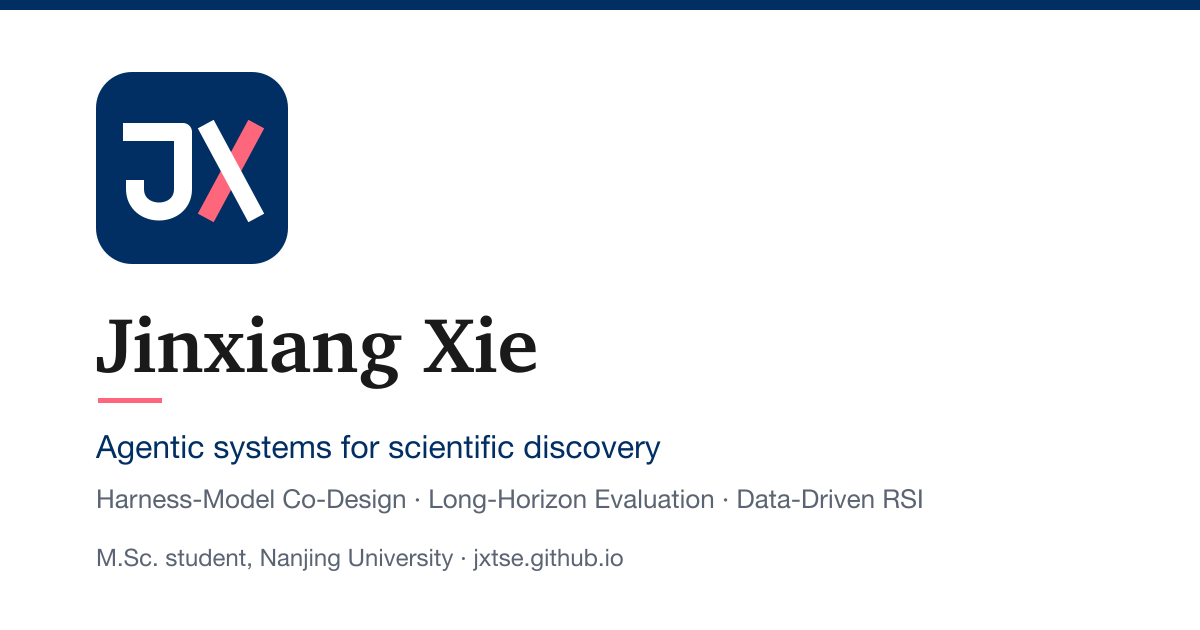 JX
Jinxiang Xie
Agentic systems for scientific discovery
Harness-Model Co-Design · Long-Horizon Evaluation · Data-Driven RSI
M.Sc. student, Nanjing University · jxtse.github.io